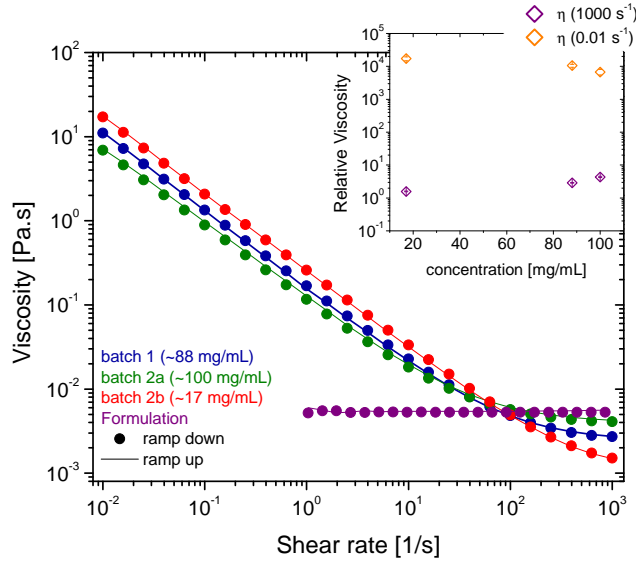 η (1000 s⁻¹)
η (0.01 s⁻¹)
10²
10¹
10⁰
10⁻¹
10⁻²
10⁻³
Viscosity [Pa.s]
10⁵
10⁴
10³
10²
10¹
10⁰
10⁻¹
Relative Viscosity
20 40 60 80 100
concentration [mg/mL]
batch 1 (~88 mg/mL)
batch 2a (~100 mg/mL)
batch 2b (~17 mg/mL)
Formulation
ramp down
ramp up
10⁻² 10⁻¹ 10⁰ 10¹ 10² 10³
Shear rate [1/s]